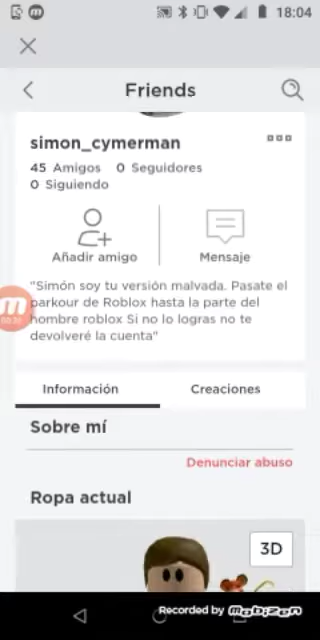 18:04
Friends
simon_cymerman
45 Amigos 0 Seguidores
0 Siguiendo
Añadir amigo
Mensaje
"Simón soy tu versión malvada. Pasate el
parkour de Roblox hasta la parte del
hombre roblox Si no lo logras no te
devolveré la cuenta"
Información
Creaciones
Sobre mí
Denunciar abuso
Ropa actual
3D
Recorded by Mobizen